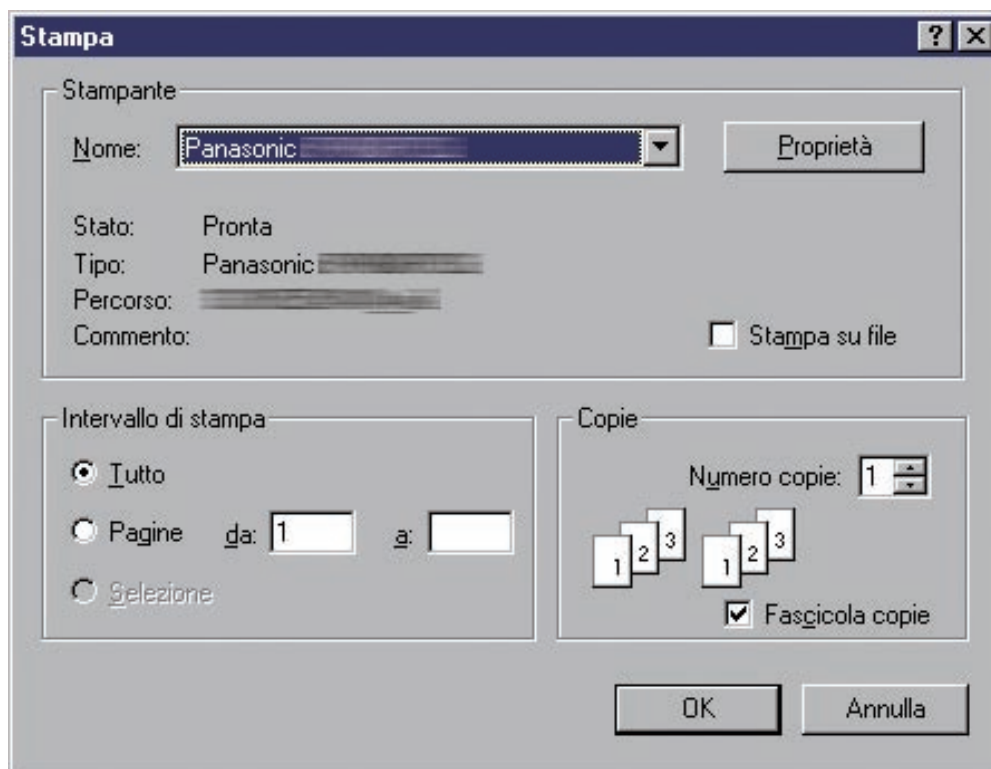 Stampa
Stampante
Nome: Panasonic Proprietà
Stato: Pronta
Tipo: Panasonic
Percorso:
Commento:
Stampa su file
Intervallo di stampa
Tutto
Pagine da: 1 a:
Selezione
Copie
Numero copie: 1
1 2 3 1 2 3
Fascicola copie
OK Annulla